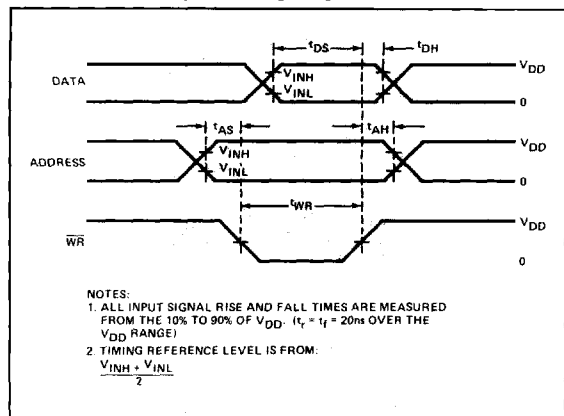 tDS
tDH
VDD
DATA
VINH
VINL
0
tAS
tAH
VDD
ADDRESS
VINH
VINL
0
tWR
VDD
WR
0
NOTES:
1. ALL INPUT SIGNAL RISE AND FALL TIMES ARE MEASURED
FROM THE 10% TO 90% OF VDD. (tr = tf = 20ns OVER THE
VDD RANGE)
2. TIMING REFERENCE LEVEL IS FROM:
VINH + VINL
2